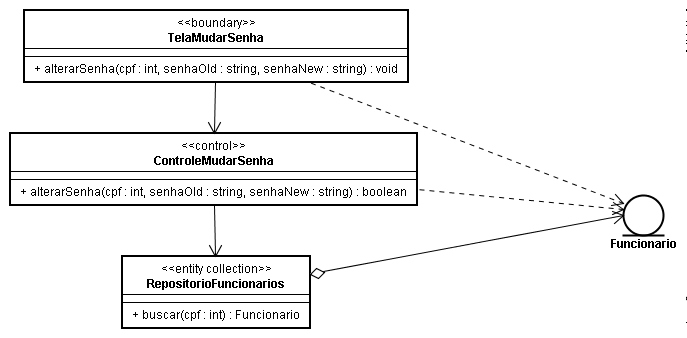 <<boundary>>
TelaMudarSenha
+ alterarSenha(cpf : int, senhaOld : string, senhaNew : string) : void
<<control>>
ControleMudarSenha
+ alterarSenha(cpf : int, senhaOld : string, senhaNew : string) : boolean
Funcionario
<<entity collection>>
RepositorioFuncionarios
+ buscar(cpf : int) : Funcionario